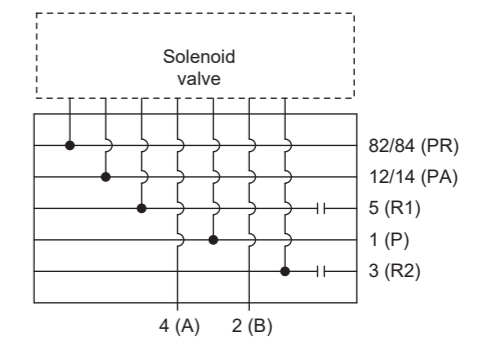 Solenoid
valve
82/84 (PR)
12/14 (PA)
5 (R1)
1 (P)
3 (R2)
4 (A) 2 (B)